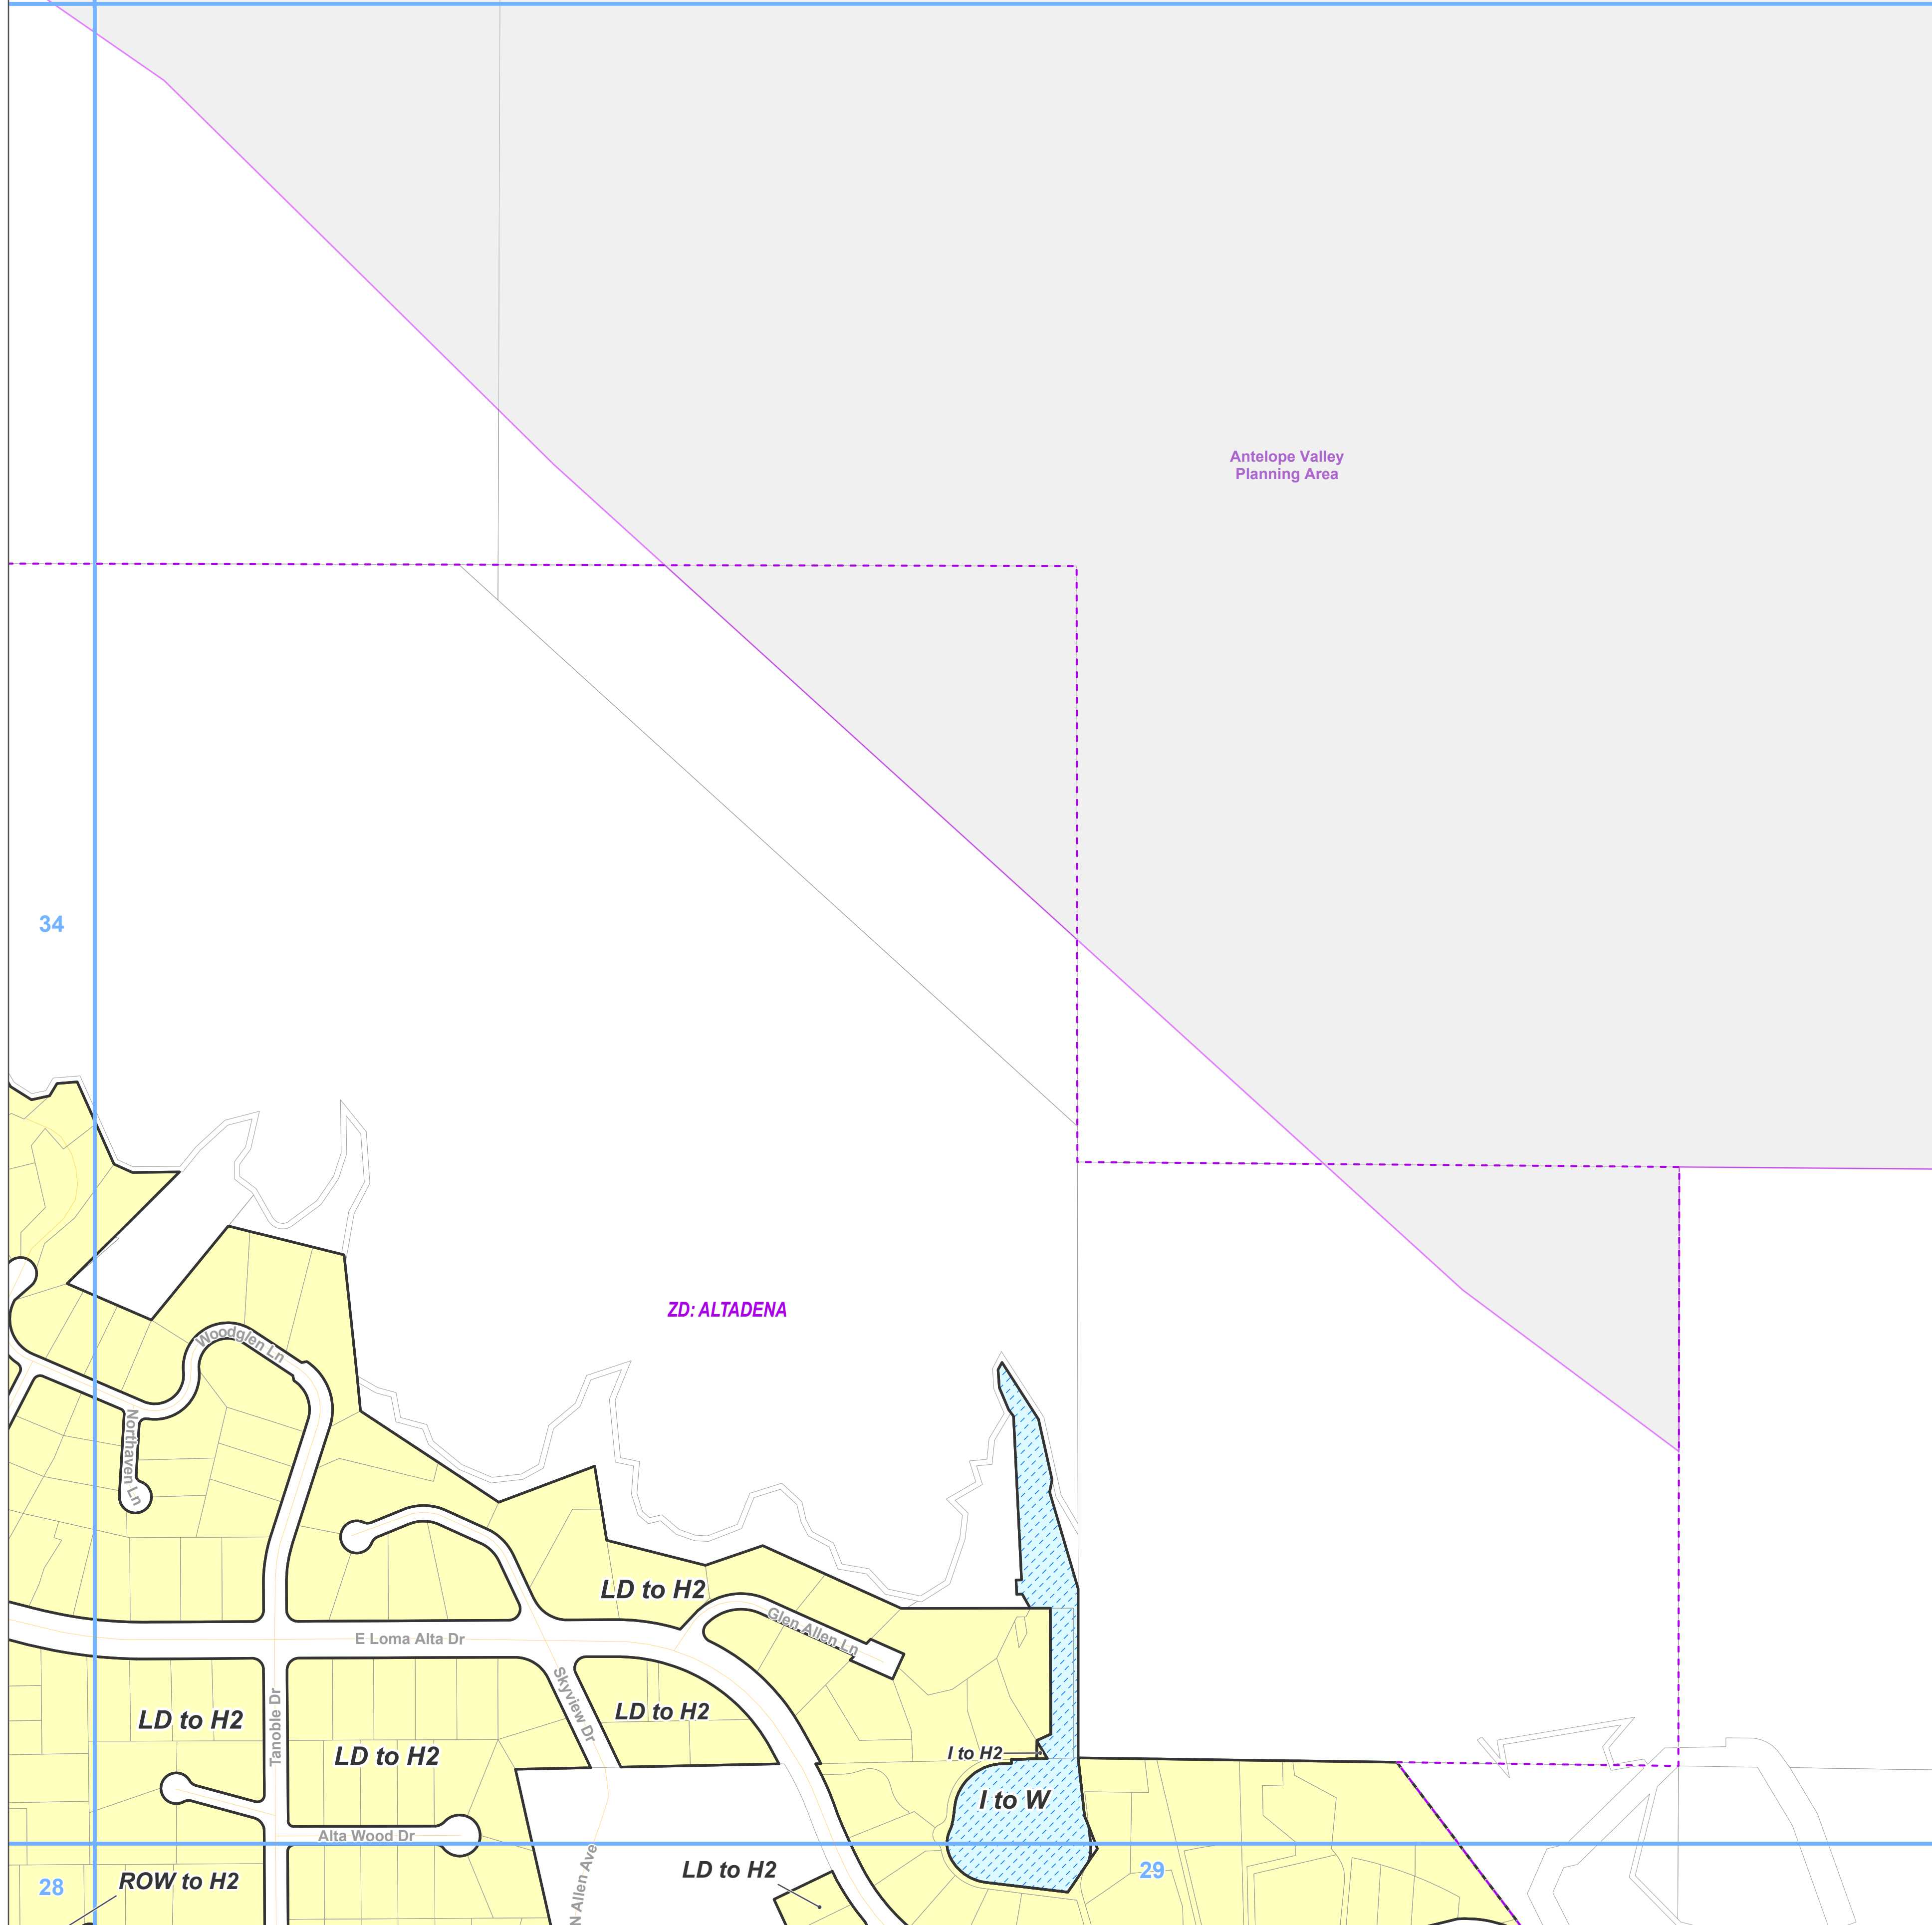 Antelope Valley
Planning Area
34
ZD: ALTADENA
Woodglen Ln
Northaven Ln
LD to H2
Glen Allen Ln
E Loma Alta Dr
Skyview Dr
LD to H2
LD to H2
Tanoble Dr
LD to H2
I to H2
I to W
Alta Wood Dr
LD to H2
29
ROW to H2
28
N Allen Ave